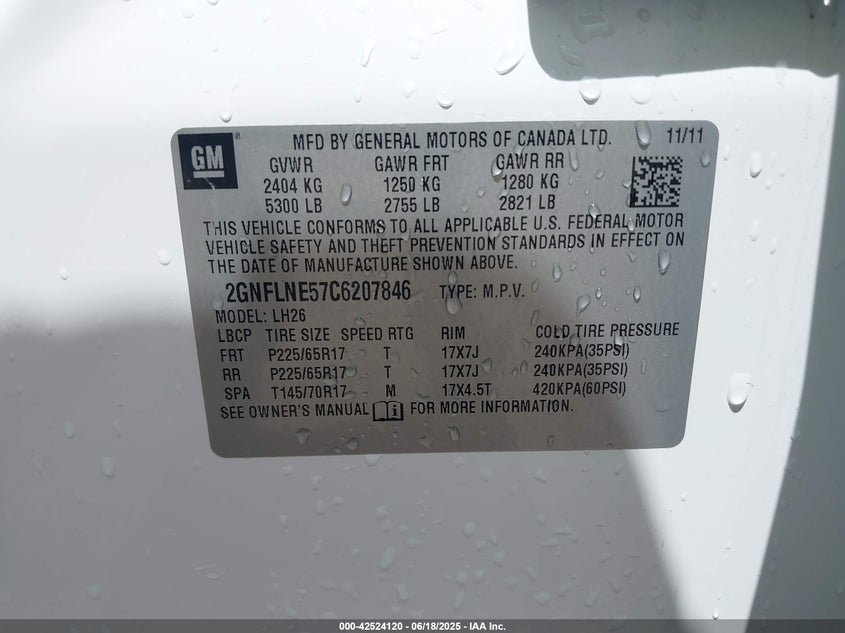 GM ® MFD BY GENERAL MOTORS OF CANADA LTD. 11/11
GVWR GAWR FRT GAWR RR
2404 KG 1250 KG 1280 KG
5300 LB 2755 LB 2821 LB
THIS VEHICLE CONFORMS TO ALL APPLICABLE U.S. FEDERAL MOTOR
VEHICLE SAFETY AND THEFT PREVENTION STANDARDS IN EFFECT ON
THE DATE OF MANUFACTURE SHOWN ABOVE.
2GNFLNE57C6207846 TYPE: M.P.V.
MODEL: LH26
LBCP TIRE SIZE SPEED RTG RIM COLD TIRE PRESSURE
FRT P225/65R17 T 17X7J 240KPA(35PSI)
RR P225/65R17 T 17X7J 240KPA(35PSI)
SPA T145/70R17 M 17X4.5T 420KPA(60PSI)
SEE OWNER'S MANUAL FOR MORE INFORMATION.
000-42524120 - 06/18/2025 - IAA Inc.